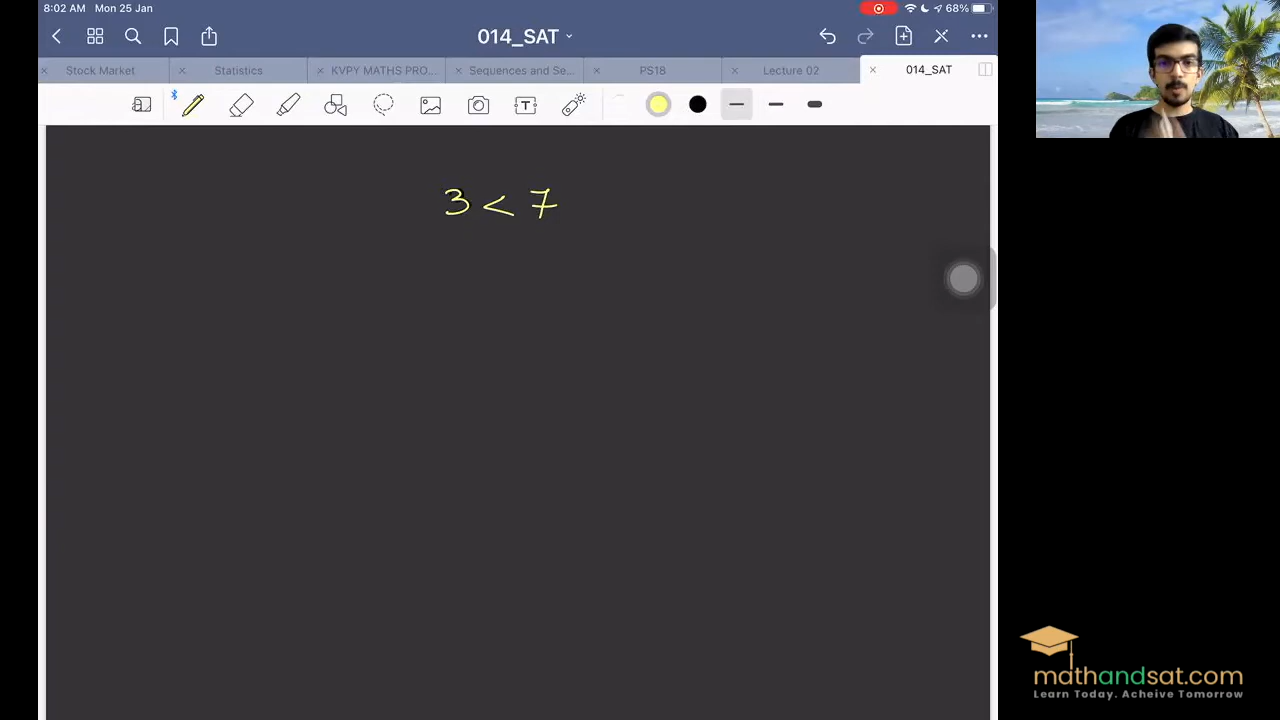 8:02 AM Mon 25 Jan
68%
014_SAT
Stock Market
Statistics
KVPY MATHS PRO...
Sequences and Se...
PS18
Lecture 02
014_SAT
T
3 < 7
mathandsat.com
Learn Today. Acheive Tomorrow